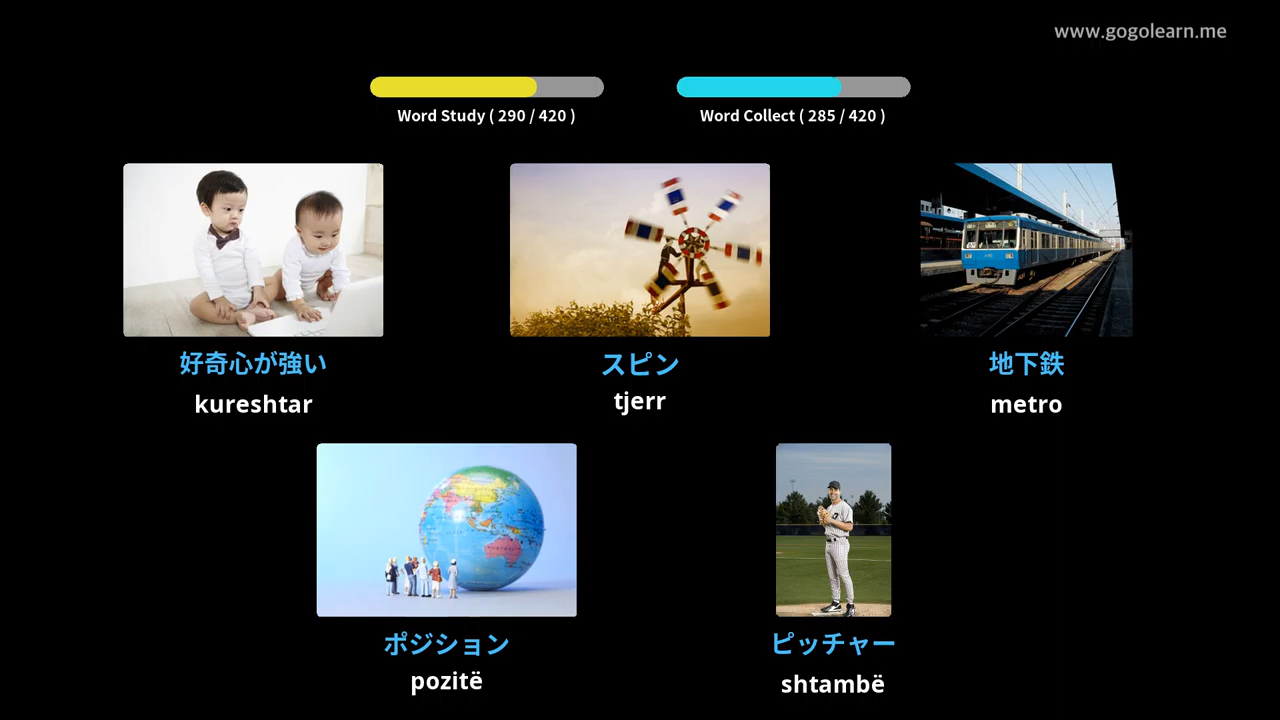 www.gogolearn.me
Word Study ( 290 / 420 )
Word Collect ( 285 / 420 )
好奇心が強い
kureshtar
スピン
tjerr
地下鉄
metro
ポジション
pozitë
ピッチャー
shtambë